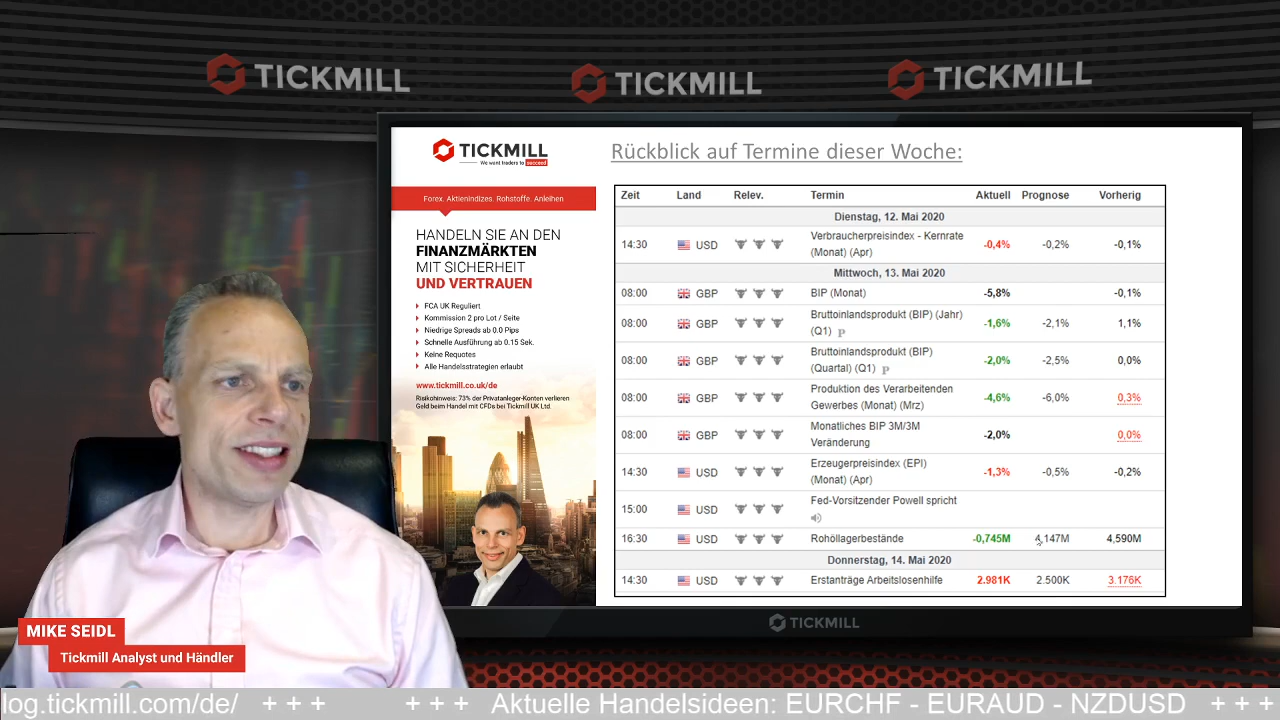 TICKMILL
TICKMILL
TICKMILL
TICKMILL
We want traders to succeed
Forex. Aktienindizes. Rohstoffe. Anleihen
HANDELN SIE AN DEN
FINANZMÄRKTEN
MIT SICHERHEIT
UND VERTRAUEN
FCA UK Reguliert
Kommission 2 pro Lot / Seite
Niedrige Spreads ab 0.0 Pips
Schnelle Ausführung ab 0.15 Sek.
Keine Requotes
Alle Handelsstrategien erlaubt
www.tickmill.co.uk/de
Risikohinweis: 73% der Privatanleger-Konten verlieren
Geld beim Handel mit CFDs bei Tickmill UK Ltd.
Rückblick auf Termine dieser Woche:
Zeit Land Relev. Termin Aktuell Prognose Vorherig
Dienstag, 12. Mai 2020
14:30 USD Verbraucherpreisindex - Kernrate -0,4% -0,2% -0,1%
(Monat) (Apr)
Mittwoch, 13. Mai 2020
08:00 GBP BIP (Monat) -5,8% -0,1%
08:00 GBP Bruttoinlandsprodukt (BIP) (Jahr) -1,6% -2,1% 1,1%
(Q1) P
08:00 GBP Bruttoinlandsprodukt (BIP) -2,0% -2,5% 0,0%
(Quartal) (Q1) P
08:00 GBP Produktion des Verarbeitenden -4,6% -6,0% 0,3%
Gewerbes (Monat) (Mrz)
08:00 GBP Monatliches BIP 3M/3M -2,0% 0,0%
Veränderung
14:30 USD Erzeugerpreisindex (EPI) -1,3% -0,5% -0,2%
(Monat) (Apr)
15:00 USD Fed-Vorsitzender Powell spricht
16:30 USD Rohöllagerbestände -0,745M 4,147M 4,590M
Donnerstag, 14. Mai 2020
14:30 USD Erstanträge Arbeitslosenhilfe 2.981K 2.500K 3.176K
TICKMILL
MIKE SEIDL
Tickmill Analyst und Händler
log.tickmill.com/de/ + + + + + + Aktuelle Handelsideen: EURCHF - EURAUD - NZDUSD + + +